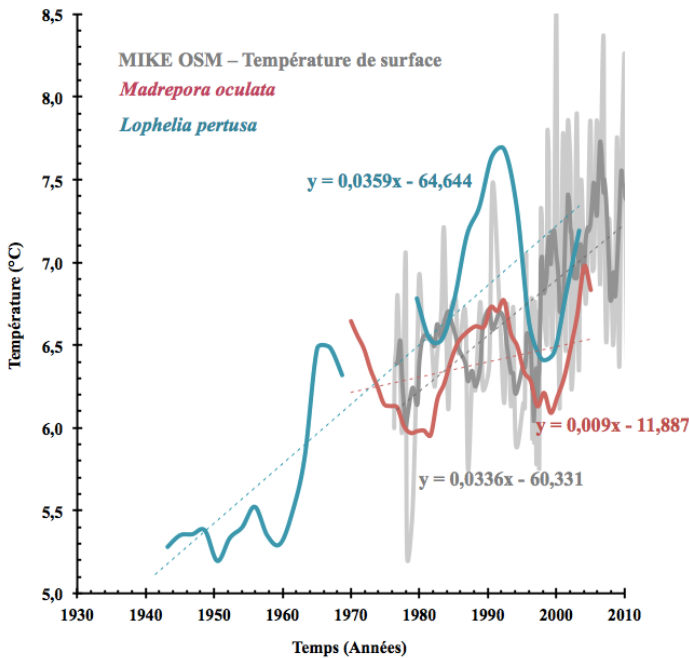 8,5
8,0
7,5
7,0
6,5
6,0
5,5
5,0
Température (°C)
MIKE OSM – Température de surface
Madrepora oculata
Lophelia pertusa
y = 0,0359x - 64,644
y = 0,009x - 11,887
y = 0,0336x - 60,331
1930 1940 1950 1960 1970 1980 1990 2000 2010
Temps (Années)